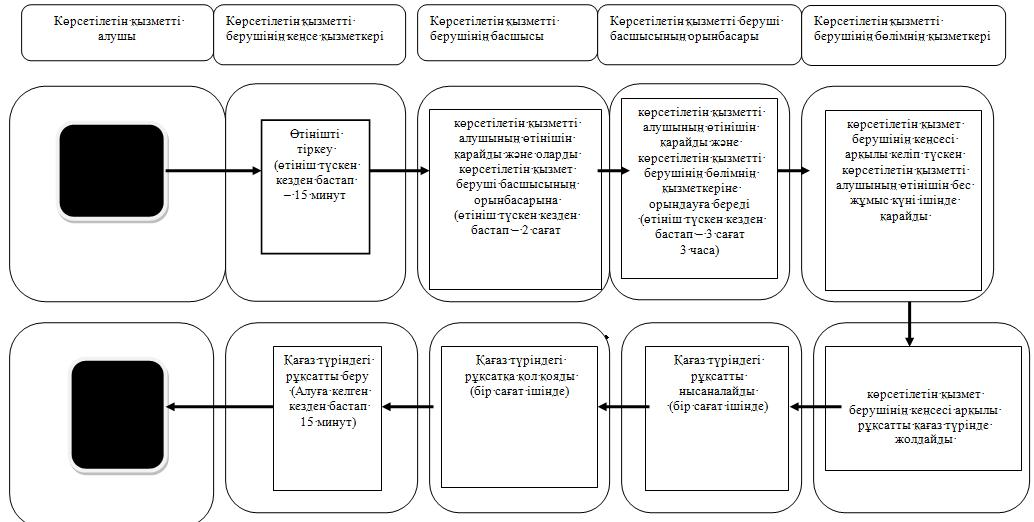 Көрсетілетін қызметті
алушы
Көрсетілетін қызметті
берушінің кеңсе қызметкері
Көрсетілетін қызметті
берушінің басшысы
Көрсетілетін қызметті беруші
басшысының орынбасары
Көрсетілетін қызметті
берушінің бөлімнің қызметкері
Өтінішті
тіркеу
(өтініш түскен
кезден бастап
– 15 минут
көрсетілетін қызметті
алушының өтінішін
қарайды және оларды
көрсетілетін қызмет
беруші басшысының
орынбасарына
(өтініш түскен кезден
бастап – 2 сағат
көрсетілетін қызметті
алушының өтінішін
қарайды және
көрсетілетін қызметті
берушінің бөлімнің
қызметкеріне
орындауға береді
(өтініш түскен кезден
бастап – 3 сағат
3 часа)
көрсетілетін қызмет
берушінің кеңсесі
арқылы келіп түскен
көрсетілетін қызметті
алушының өтінішін бес
жұмыс күні ішінде
қарайды
Қағаз түріндегі
рұқсатты беру
(Алуға келген
кезден бастап
15 минут)
Қағаз түріндегі
рұқсатқа қол қояды
(бір сағат ішінде)
Қағаз түріндегі
рұқсатты
нысаналайды
(бір сағат ішінде)
көрсетілетін қызмет
берушінің кеңсесі арқылы
рұқсатты қағаз түрінде
жолдайды